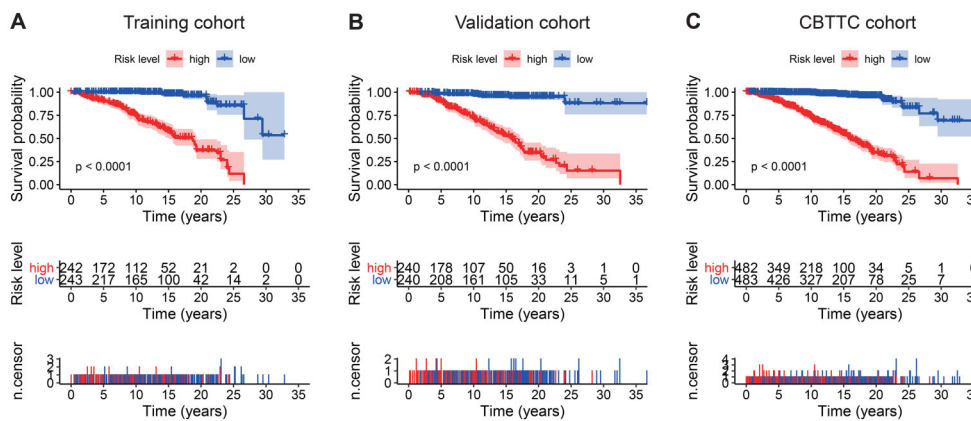 A Training cohort
Risk level high low
Survival probability
1.00
0.75
0.50
0.25
0.00
p < 0.0001
0 5 10 15 20 25 30 35
Time (years)
Risk level
high 242 172 112 52 21 2 0 0
low 243 217 165 100 42 14 2 0
0 5 10 15 20 25 30 35
Time (years)
n.censor
3
2
1
0
0 5 10 15 20 25 30 35
Time (years)
B Validation cohort
Risk level high low
Survival probability
1.00
0.75
0.50
0.25
0.00
p < 0.0001
0 5 10 15 20 25 30 35
Time (years)
Risk level
high 240 178 107 50 16 3 1 0
low 240 208 161 105 33 11 5 1
0 5 10 15 20 25 30 35
Time (years)
n.censor
2
1
0
0 5 10 15 20 25 30 35
Time (years)
C CBTTC cohort
Risk level high low
Survival probability
1.00
0.75
0.50
0.25
0.00
p < 0.0001
0 5 10 15 20 25 30 35
Time (years)
Risk level
high 482 349 218 100 34 5 1
low 483 426 327 207 78 25 7
0 5 10 15 20 25 30 35
Time (years)
n.censor
4
3
2
1
0
0 5 10 15 20 25 30 35
Time (years)